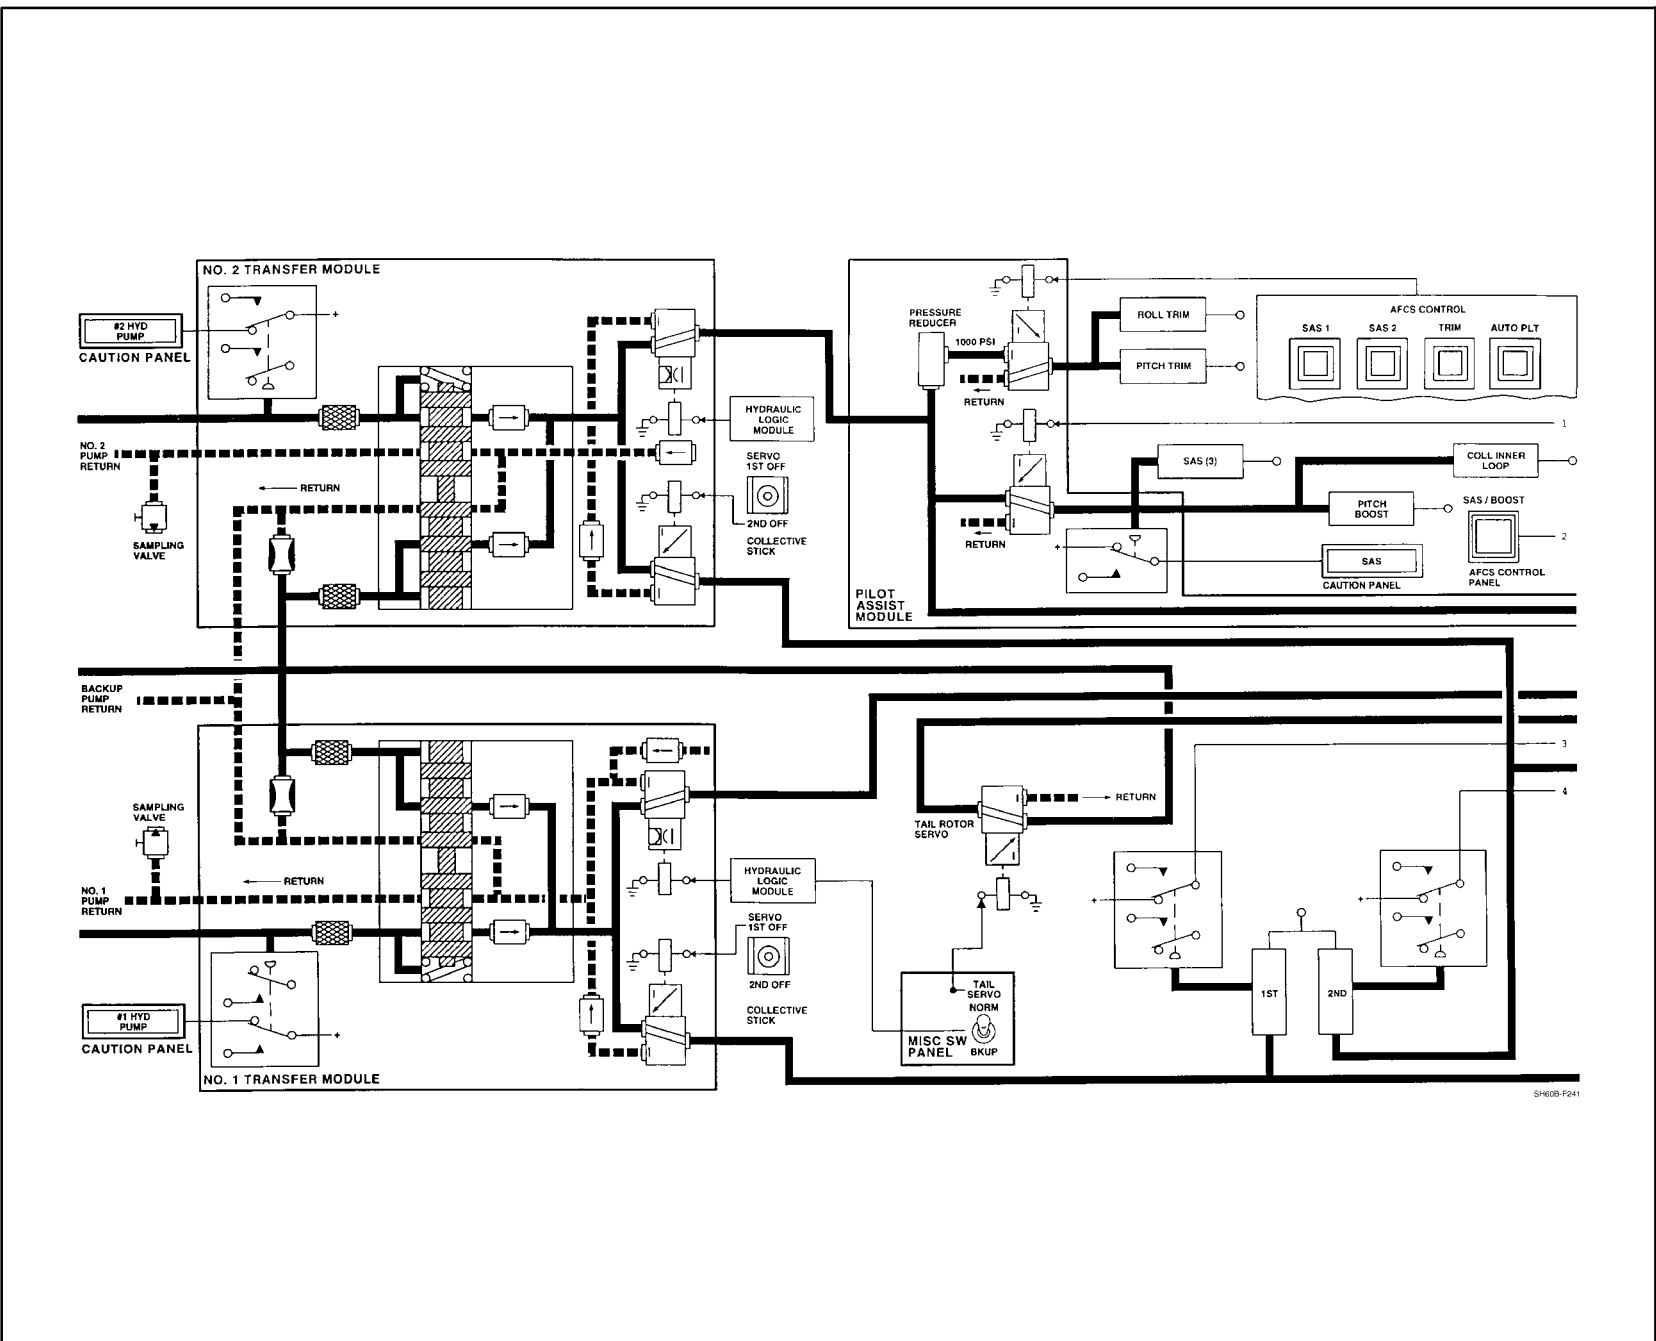 NO. 2 TRANSFER MODULE
#2 HYD
PUMP
CAUTION PANEL
+
NO. 2
PUMP
RETURN
RETURN
SAMPLING
VALVE
HYDRAULIC
LOGIC
MODULE
SERVO
1ST OFF
2ND OFF
COLLECTIVE
STICK
PRESSURE
REDUCER
1000 PSI
RETURN
ROLL TRIM
PITCH TRIM
AFCS CONTROL
SAS 1
SAS 2
TRIM
AUTO PLT
1
SAS (3)
COLL INNER
LOOP
PITCH
BOOST
SAS / BOOST
2
AFCS CONTROL
PANEL
RETURN
+
SAS
CAUTION PANEL
PILOT
ASSIST
MODULE
BACKUP
PUMP
RETURN
SAMPLING
VALVE
NO. 1
PUMP
RETURN
RETURN
#1 HYD
PUMP
CAUTION PANEL
+
NO. 1 TRANSFER MODULE
HYDRAULIC
LOGIC
MODULE
SERVO
1ST OFF
2ND OFF
COLLECTIVE
STICK
RETURN
TAIL ROTOR
SERVO
TAIL
SERVO
NORM
BKUP
MISC SW
PANEL
3
4
+
+
1ST
2ND
SH60B-F241